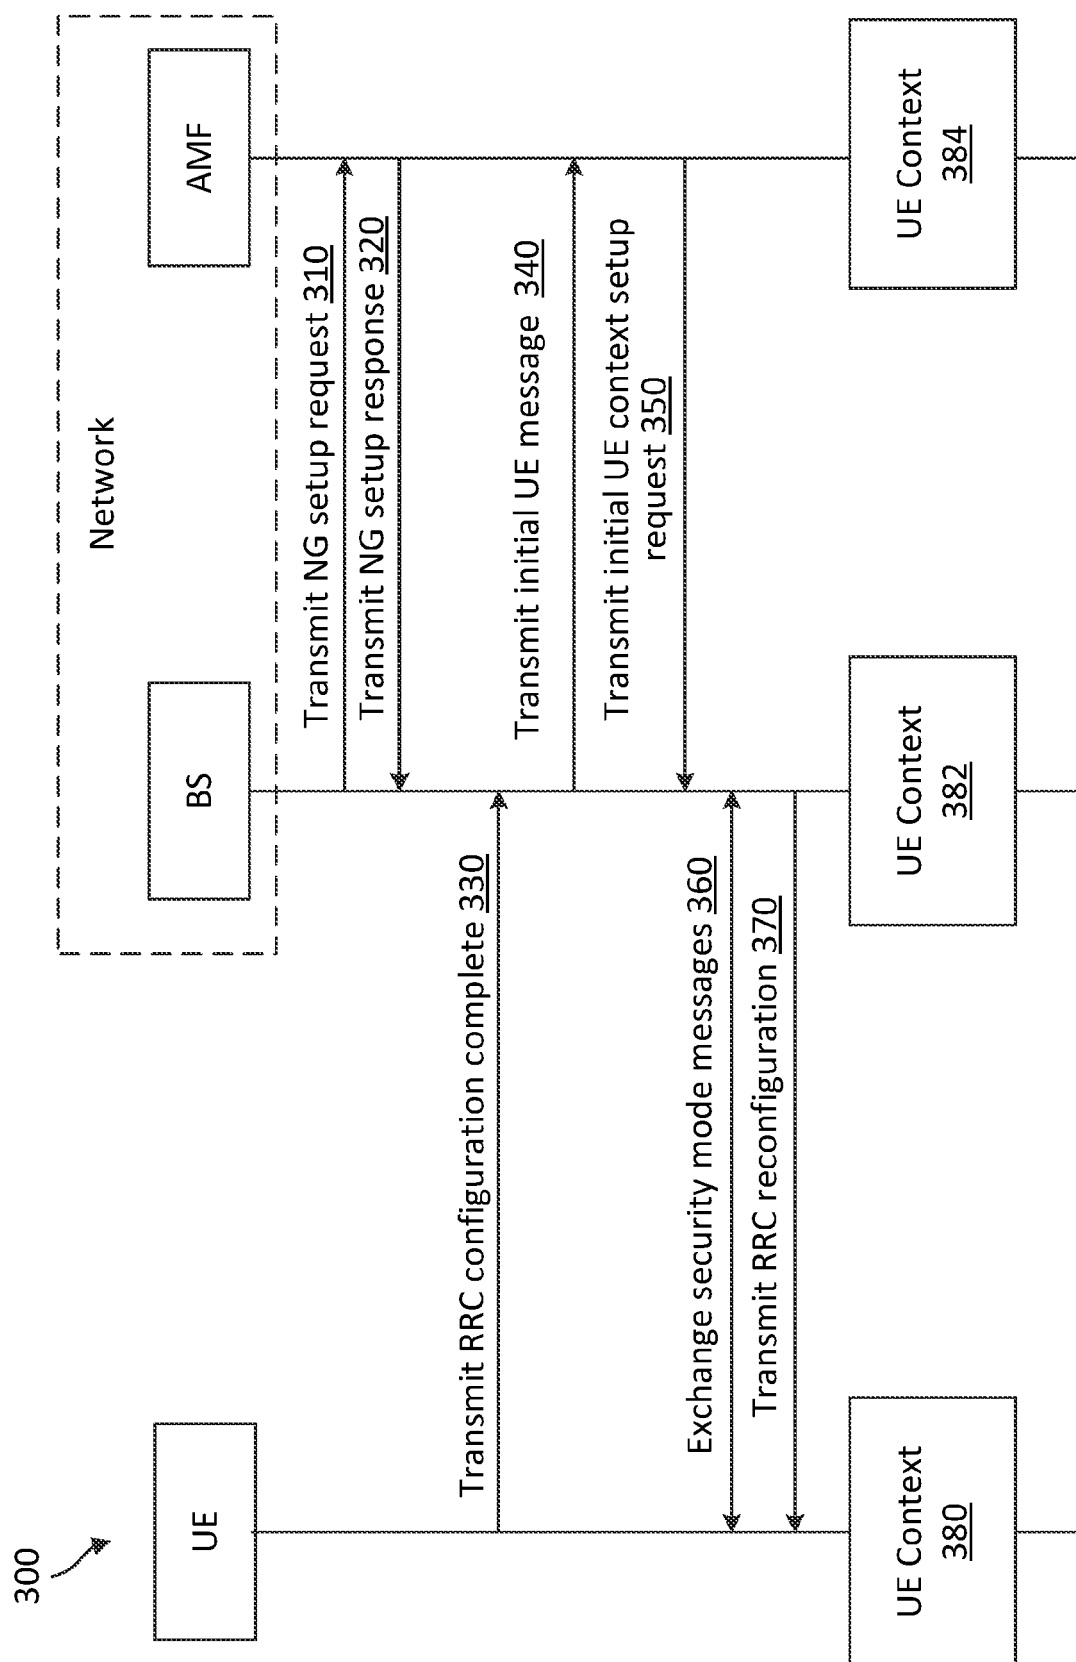 300
Network
UE
BS
AMF
Transmit NG setup request 310
Transmit NG setup response 320
Transmit RRC configuration complete 330
Transmit initial UE message 340
Transmit initial UE context setup
request 350
Exchange security mode messages 360
Transmit RRC reconfiguration 370
UE Context
380
UE Context
382
UE Context
384